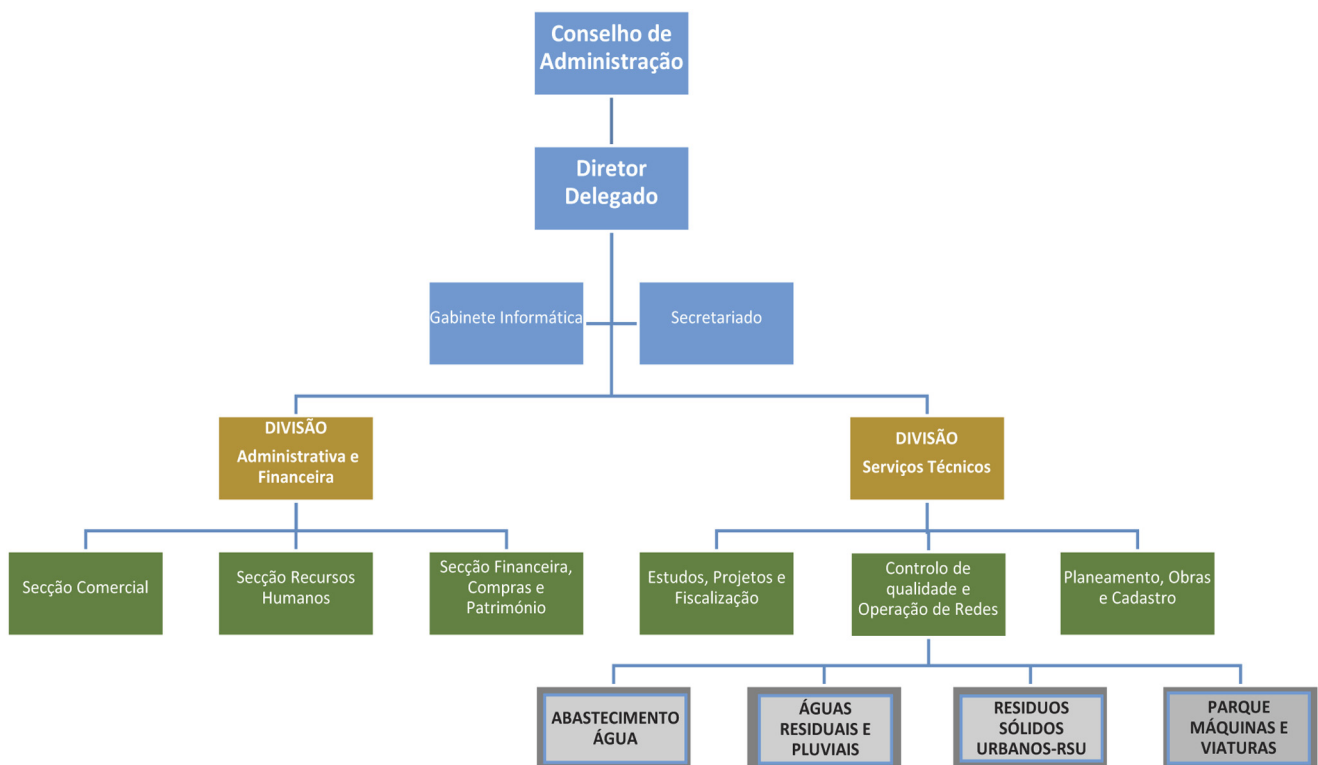 Conselho de
Administração
Diretor
Delegado
Gabinete Informática
Secretariado
DIVISÃO
Administrativa e
Financeira
DIVISÃO
Serviços Técnicos
Secção Comercial
Secção Recursos
Humanos
Secção Financeira,
Compras e
Património
Estudos, Projetos e
Fiscalização
Controlo de
qualidade e
Operação de Redes
Planeamento, Obras
e Cadastro
ABASTECIMENTO
ÁGUA
ÁGUAS
RESIDUAIS E
PLUVIAIS
RESIDUOS
SÓLIDOS
URBANOS-RSU
PARQUE
MÁQUINAS E
VIATURAS